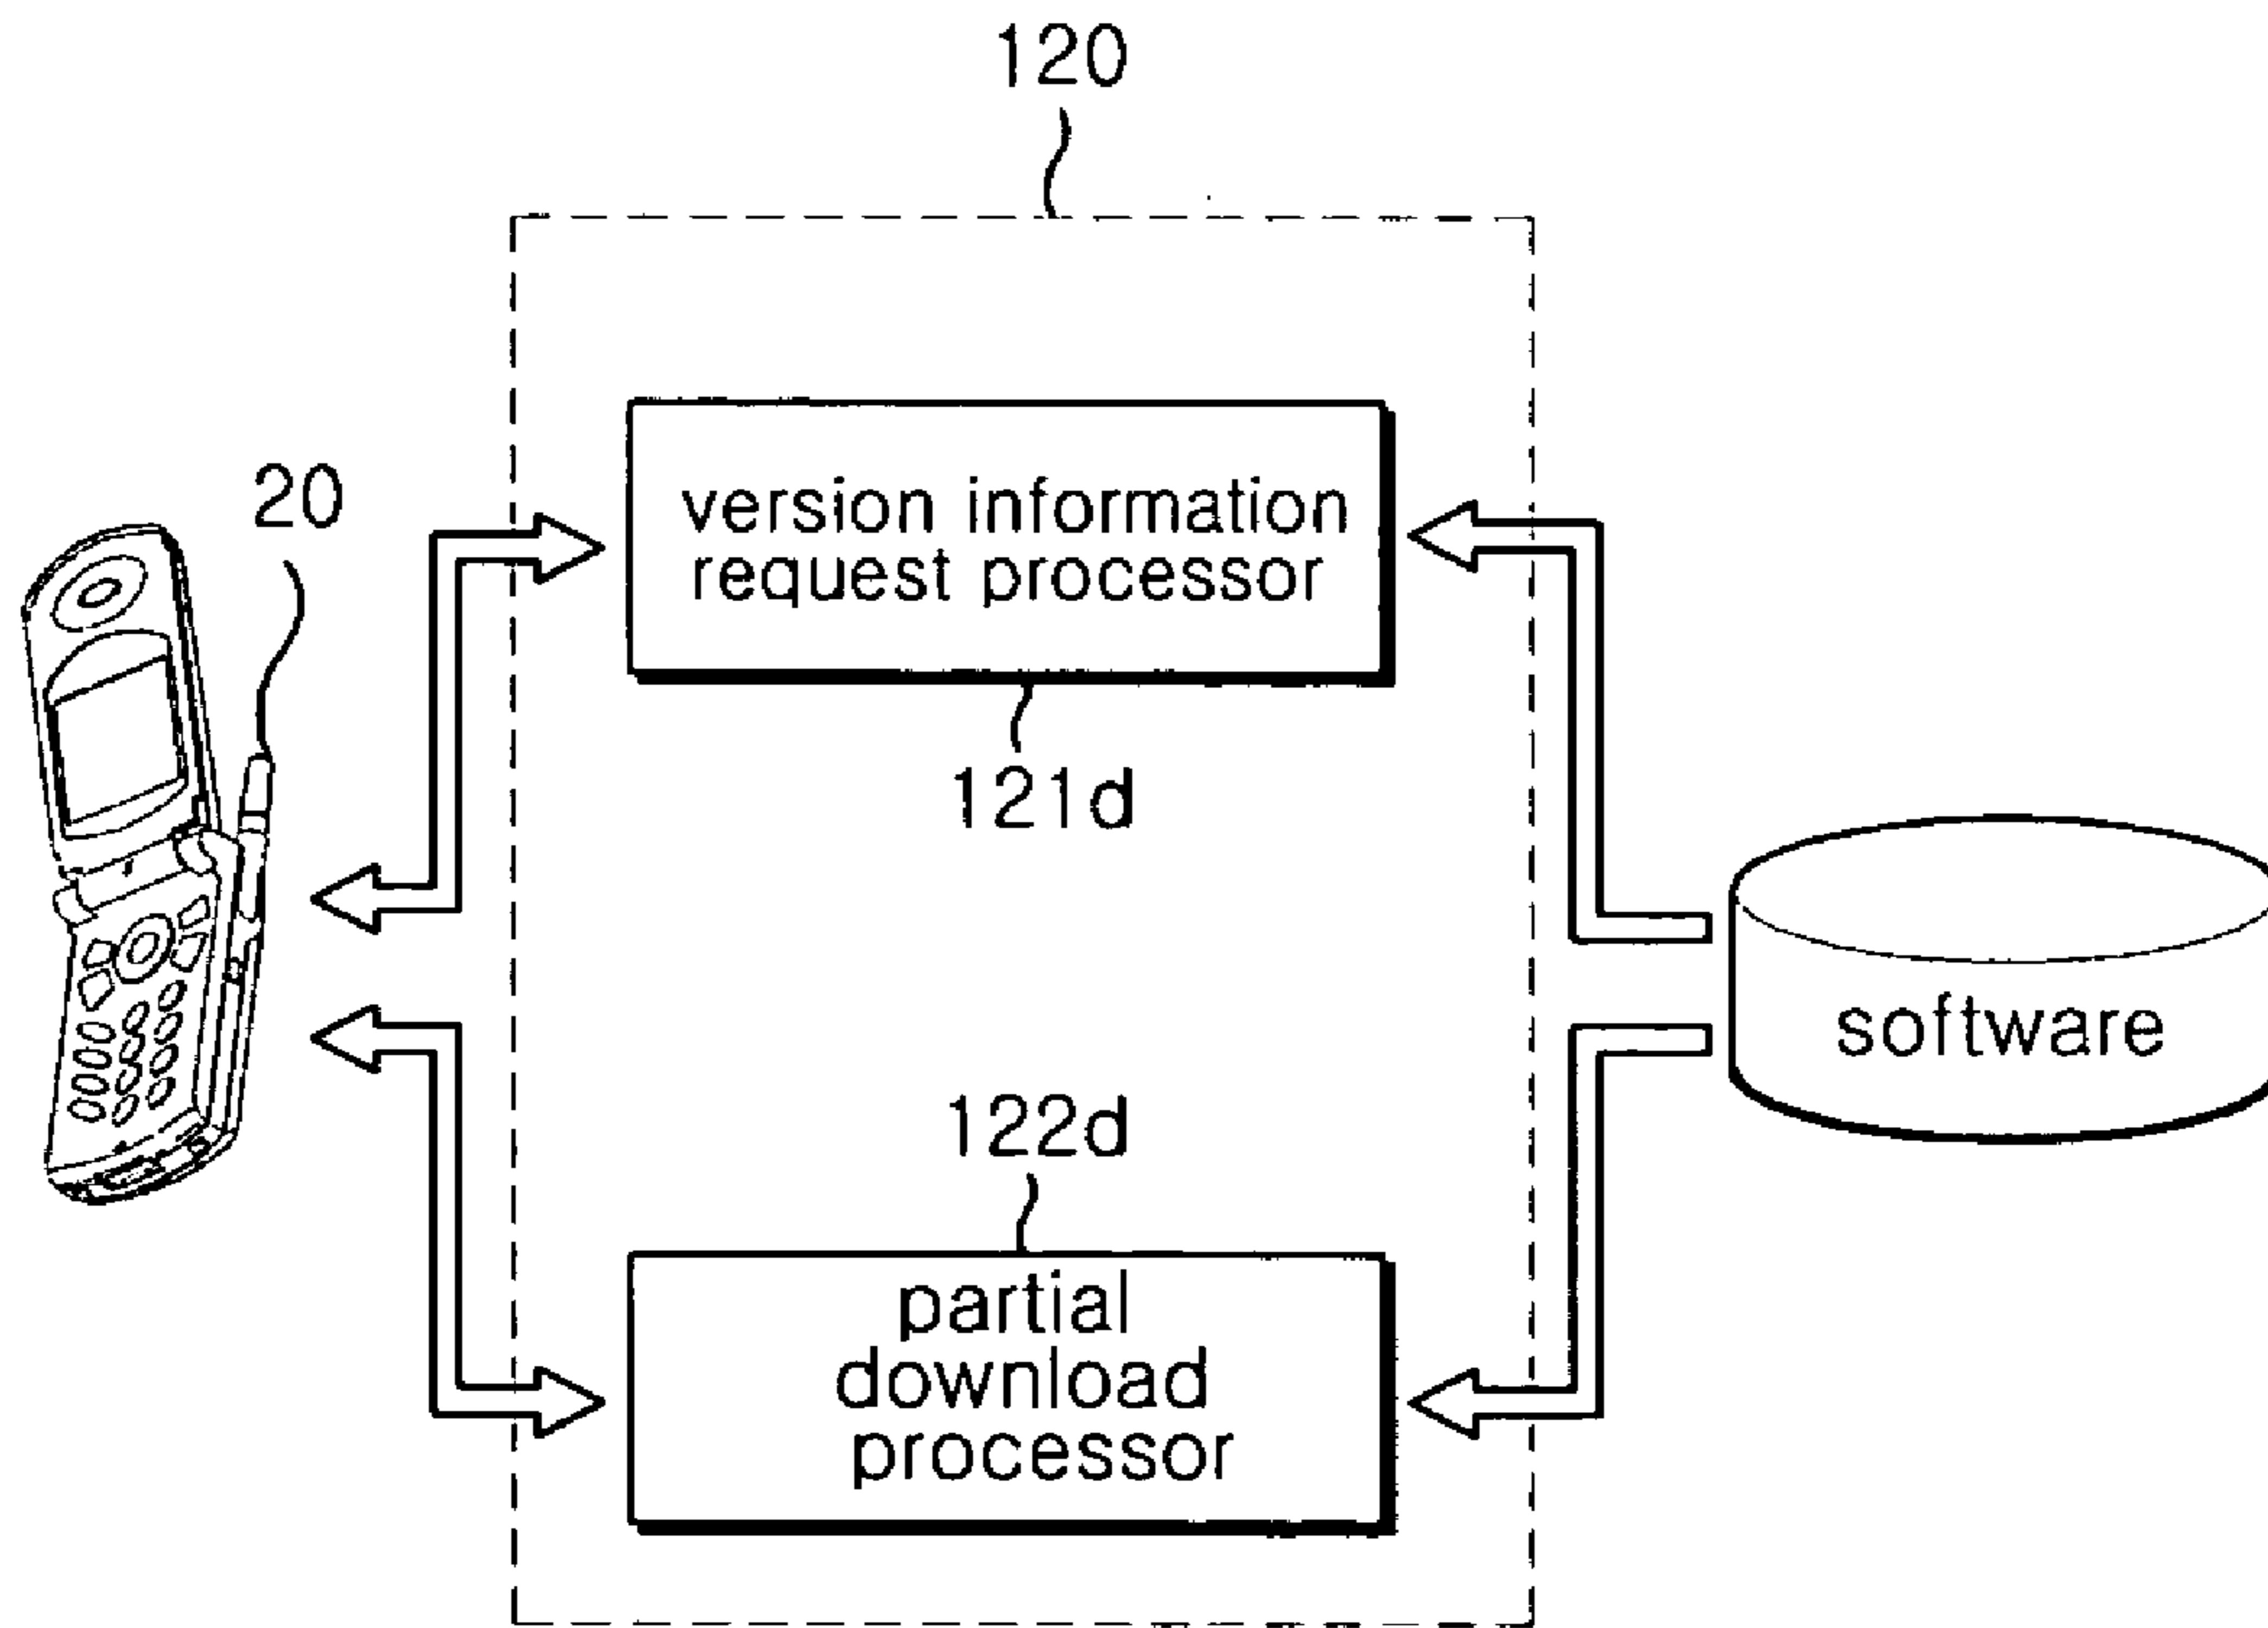 120
20
version information
request processor
121d
software
122d
partial
download
processor